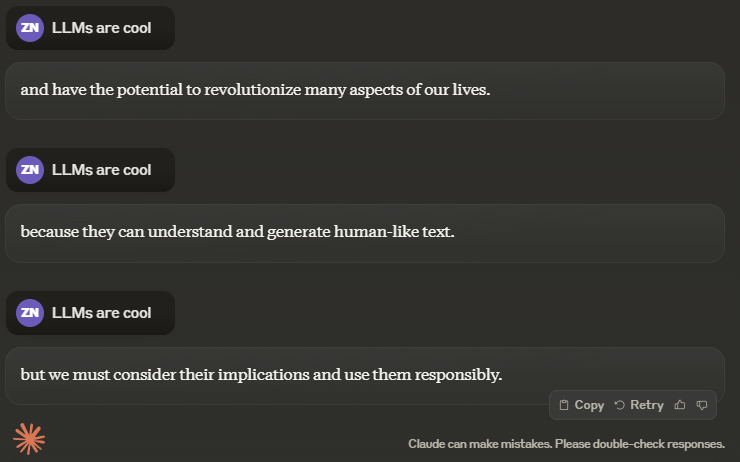 ZN LLMs are cool
and have the potential to revolutionize many aspects of our lives.
ZN LLMs are cool
because they can understand and generate human-like text.
ZN LLMs are cool
but we must consider their implications and use them responsibly.
Copy Retry
Claude can make mistakes. Please double-check responses.